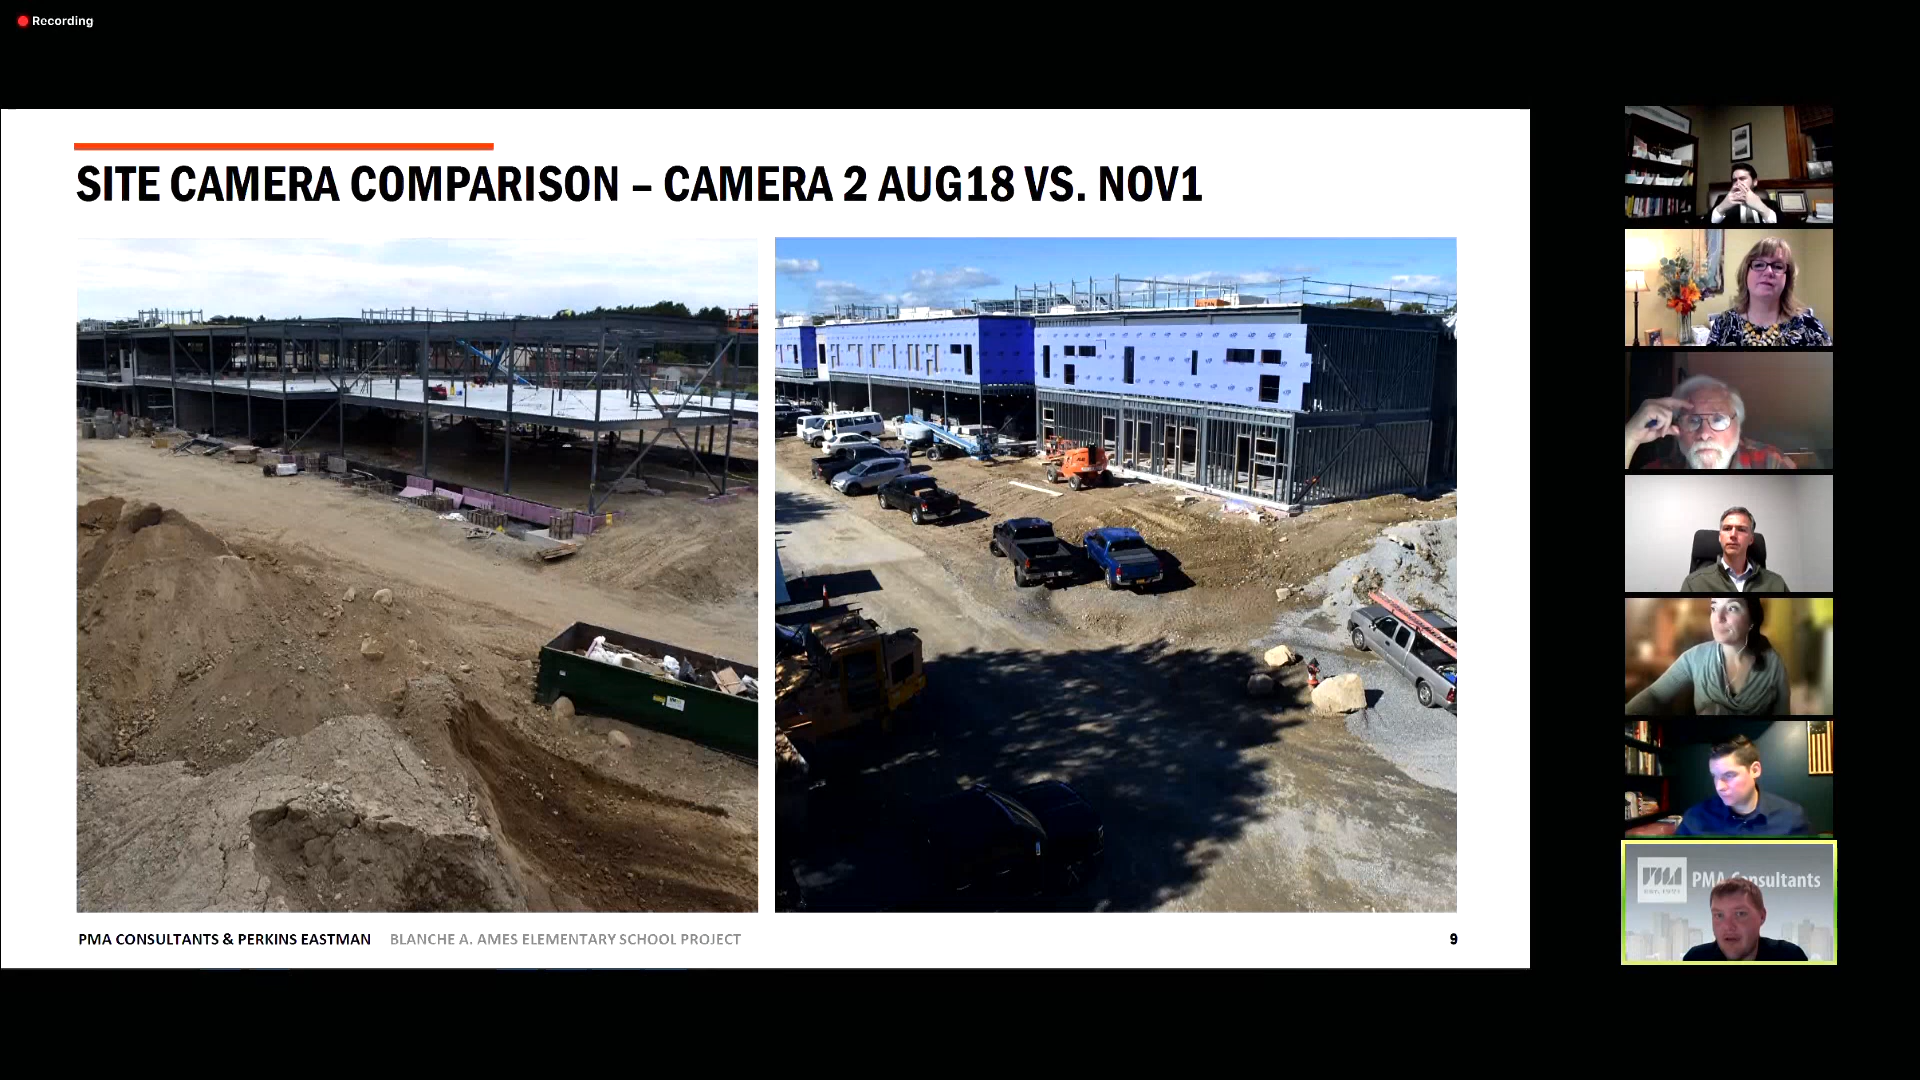 Recording
SITE CAMERA COMPARISON – CAMERA 2 AUG18 VS. NOV1
PMA CONSULTANTS & PERKINS EASTMAN BLANCHE A. AMES ELEMENTARY SCHOOL PROJECT
9
PMA Consultants